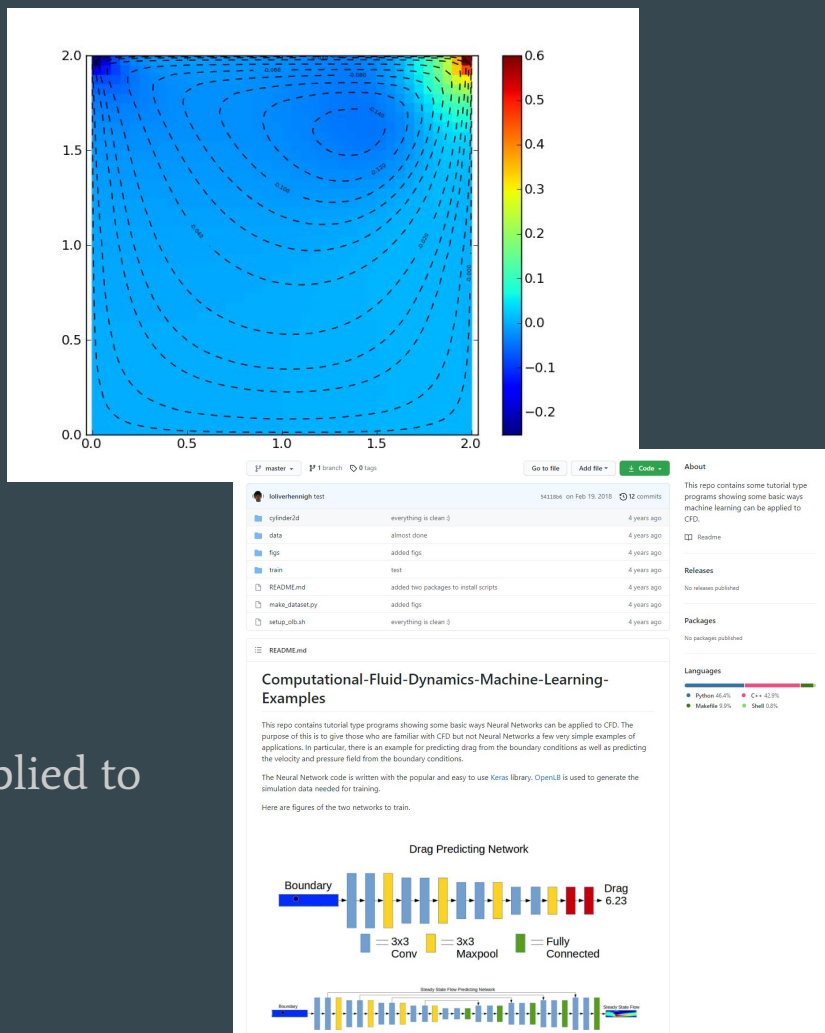 2.0
0.6
0.5
0.4
1.5
0.3
0.2
1.0
0.1
0.0
0.5
−0.1
−0.2
0.0
0.0
0.5
1.0
1.5
2.0
-0.100
-0.020
0.000
master
1 branch
0 tags
Go to file
Add file
Code
loliverhennigh test
on Feb 19, 2018
12 commits
cylinder2d everything is clean :) 4 years ago
data almost done 4 years ago
figs added figs 4 years ago
train test 4 years ago
README.md added two packages to install scripts 4 years ago
make_dataset.py added figs 4 years ago
setup_olb.sh everything is clean :) 4 years ago
README.md
Computational-Fluid-Dynamics-Machine-Learning-
Examples
This repo contains tutorial type programs showing some basic ways Neural Networks can be applied to CFD. The
purpose of this is to give those who are familiar with CFD but not Neural Networks a few very simple examples of
applications. In particular, there is an example for predicting drag from the boundary conditions as well as predicting
the velocity and pressure field from the boundary conditions.
The Neural Network code is written with the popular and easy to use Keras library. OpenLB is used to generate the
simulation data needed for training.
Here are figures of the two networks to train.
Drag Predicting Network
Boundary
Drag
6.23
3x3
Conv
3x3
Maxpool
Fully
Connected
Steady State Flow Predicting Network
Boundary
Steady State Flow
About
This repo contains some tutorial type
programs showing some basic ways
machine learning can be applied to
CFD.
Readme
Releases
No releases published
Packages
No packages published
Languages
Python 46.4% C++ 42.9%
Makefile 9.9% Shell 0.8%
plied to